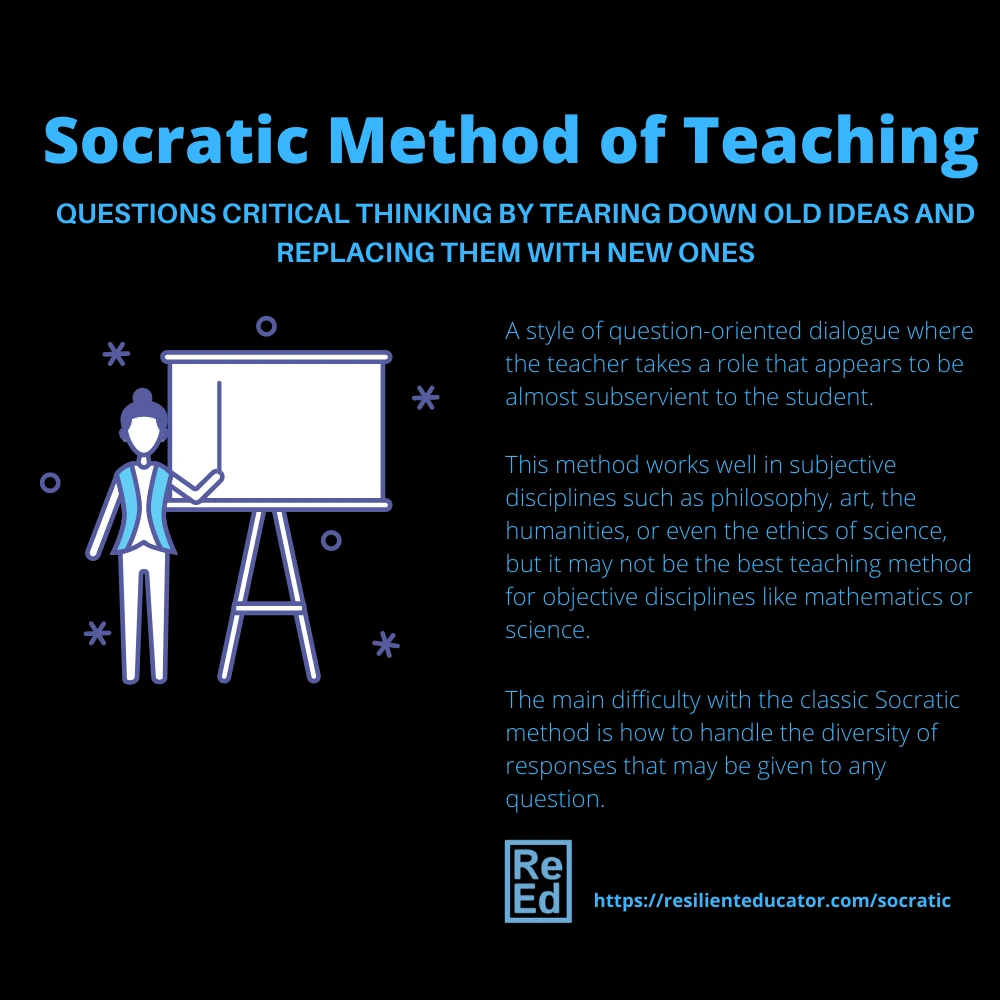 Socratic Method of Teaching
QUESTIONS CRITICAL THINKING BY TEARING DOWN OLD IDEAS AND
REPLACING THEM WITH NEW ONES
A style of question-oriented dialogue where
the teacher takes a role that appears to be
almost subservient to the student.
This method works well in subjective
disciplines such as philosophy, art, the
humanities, or even the ethics of science,
but it may not be the best teaching method
for objective disciplines like mathematics or
science.
The main difficulty with the classic Socratic
method is how to handle the diversity of
responses that may be given to any
question.
Re
Ed
https://resilienteducator.com/socratic